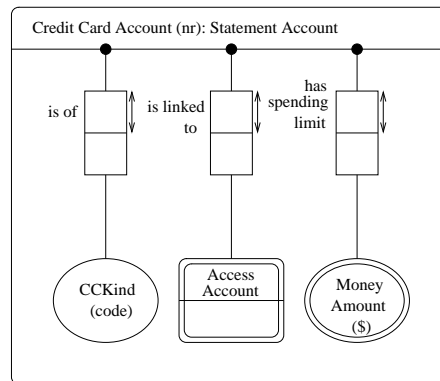 Credit Card Account (nr): Statement Account
is of
is linked
to
has
spending
limit
CCKind
(code)
Access
Account
Money
Amount
($)